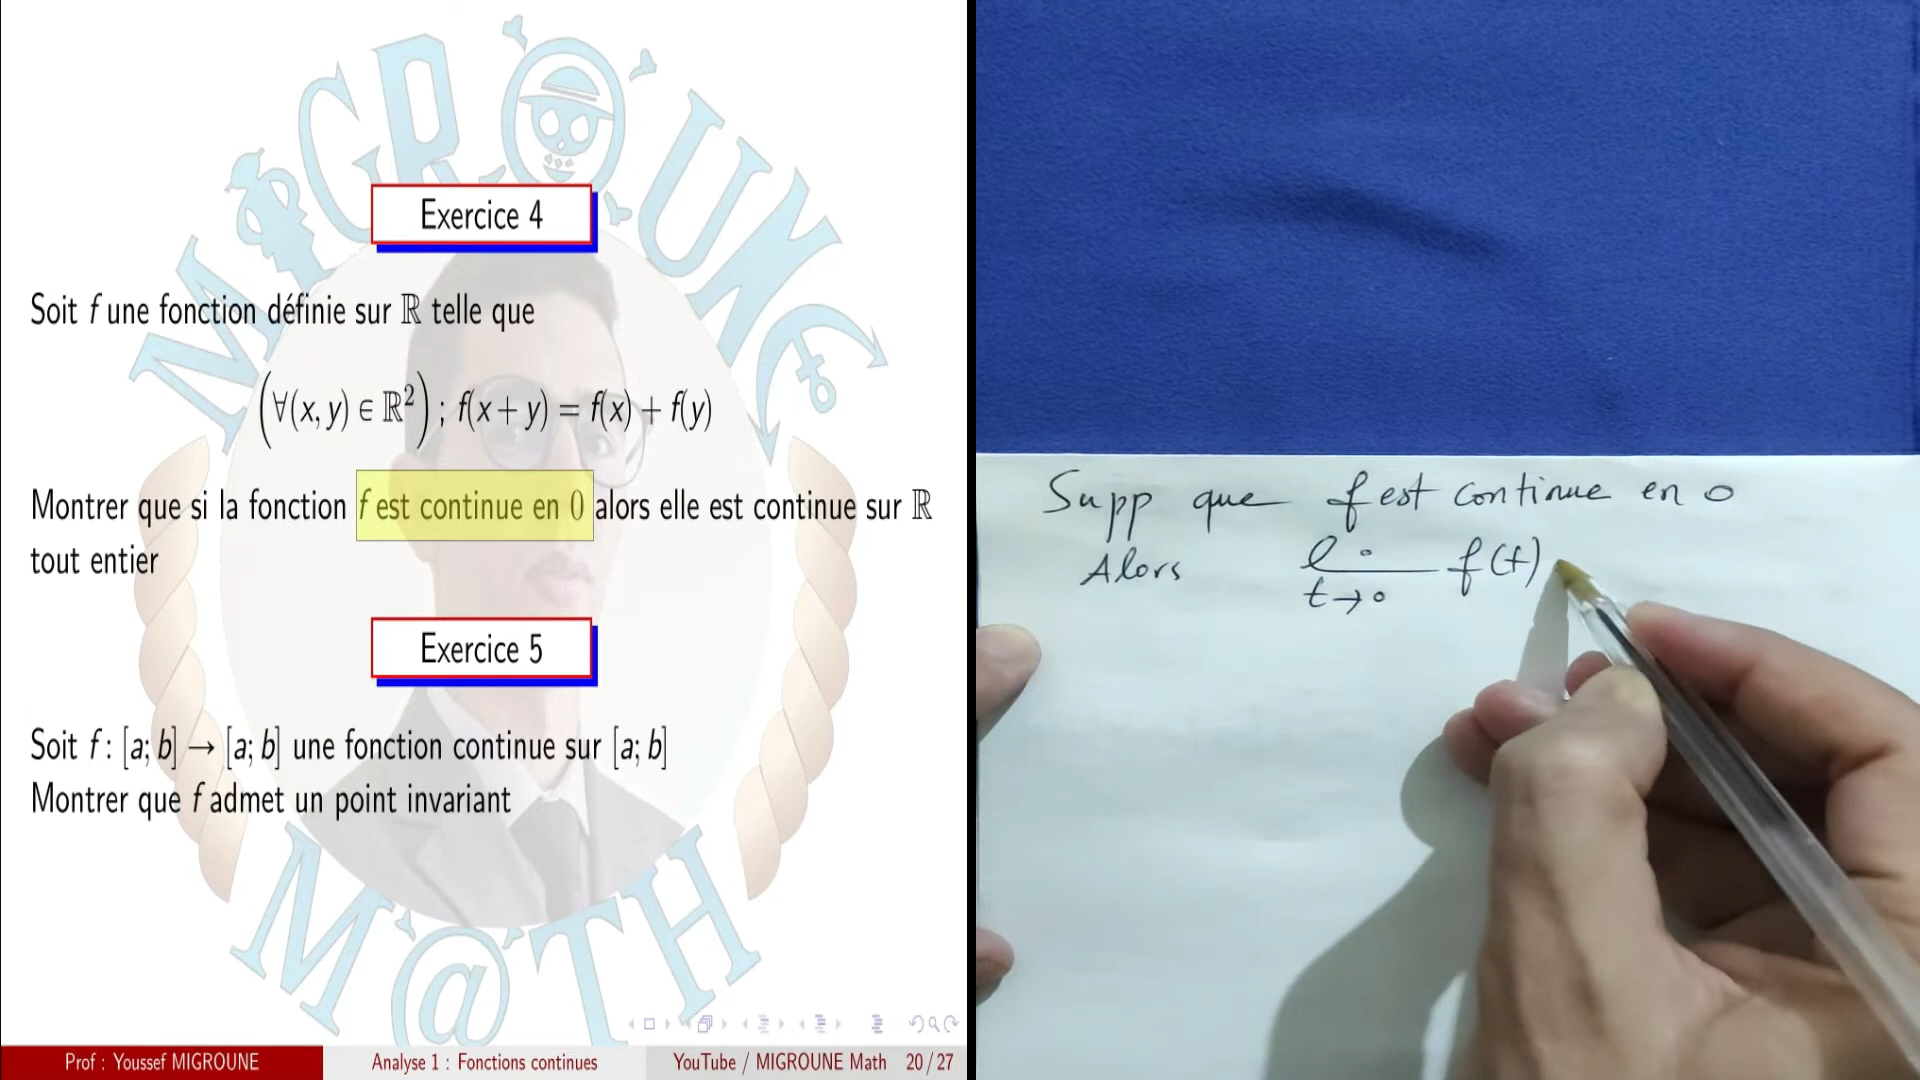 MIGROUNE
Exercice 4
Soit f une fonction définie sur ℝ telle que
(∀(x, y) ∈ ℝ²) ; f(x + y) = f(x) + f(y)
Montrer que si la fonction f est continue en 0 alors elle est continue sur ℝ
tout entier
Exercice 5
Soit f : [a; b] → [a; b] une fonction continue sur [a; b]
Montrer que f admet un point invariant
M@TH
Prof : Youssef MIGROUNE
Analyse 1 : Fonctions continues
YouTube / MIGROUNE Math 20 / 27
Supp que f est continue en 0
Alors lim f(t)
t→0